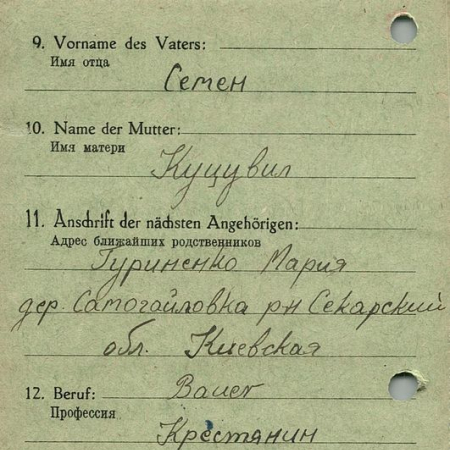 9. Vorname des Vaters:
Имя отца
Семен
10. Name der Mutter:
Имя матери
Куцувил
11. Anschrift der nächsten Angehörigen:
Адрес ближайших родственников
Гуриненко Мария
дер. Самогайловка р-н Секарский
обл. Киевская
12. Beruf: Bauer
Профессия
Крестянин